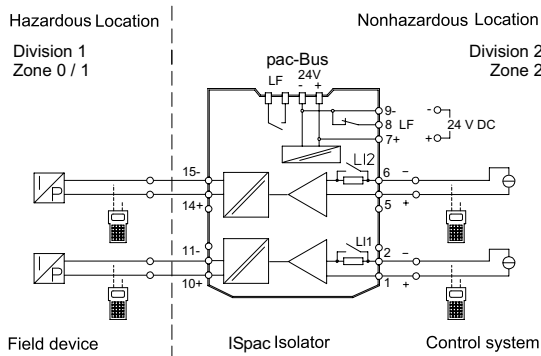 Hazardous Location
Nonhazardous Location
Division 1
Zone 0 / 1
Division 2
Zone 2
pac-Bus
LF
24V
- +
9-
8 LF
7+
-
+
24 V DC
LI2
15-
14+
6 -
5 +
I
P
LI1
11-
10+
2 -
1 +
I
P
Field device
ISpac Isolator
Control system